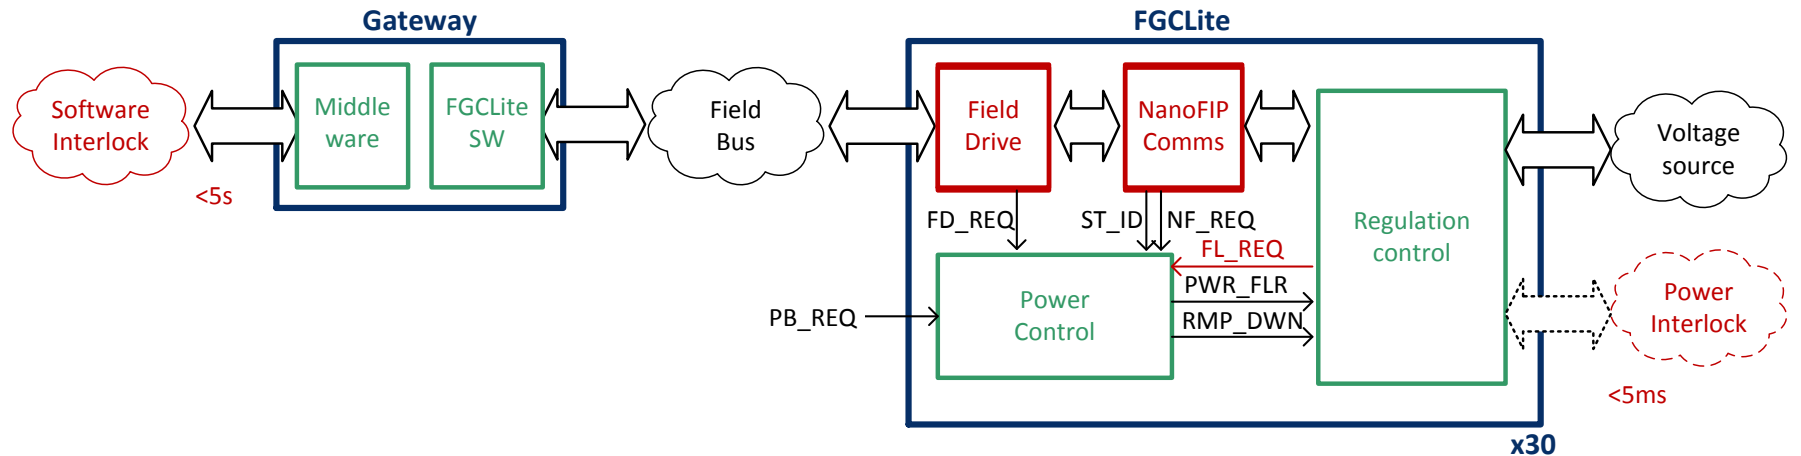 Gateway
FGCLite
Software
Interlock
<5s
Middle
ware
FGCLite
SW
Field
Bus
Field
Drive
NanoFIP
Comms
Regulation
control
Voltage
source
FD_REQ
ST_ID
NF_REQ
FL_REQ
PWR_FLR
RMP_DWN
PB_REQ
Power
Control
Power
Interlock
<5ms
x30